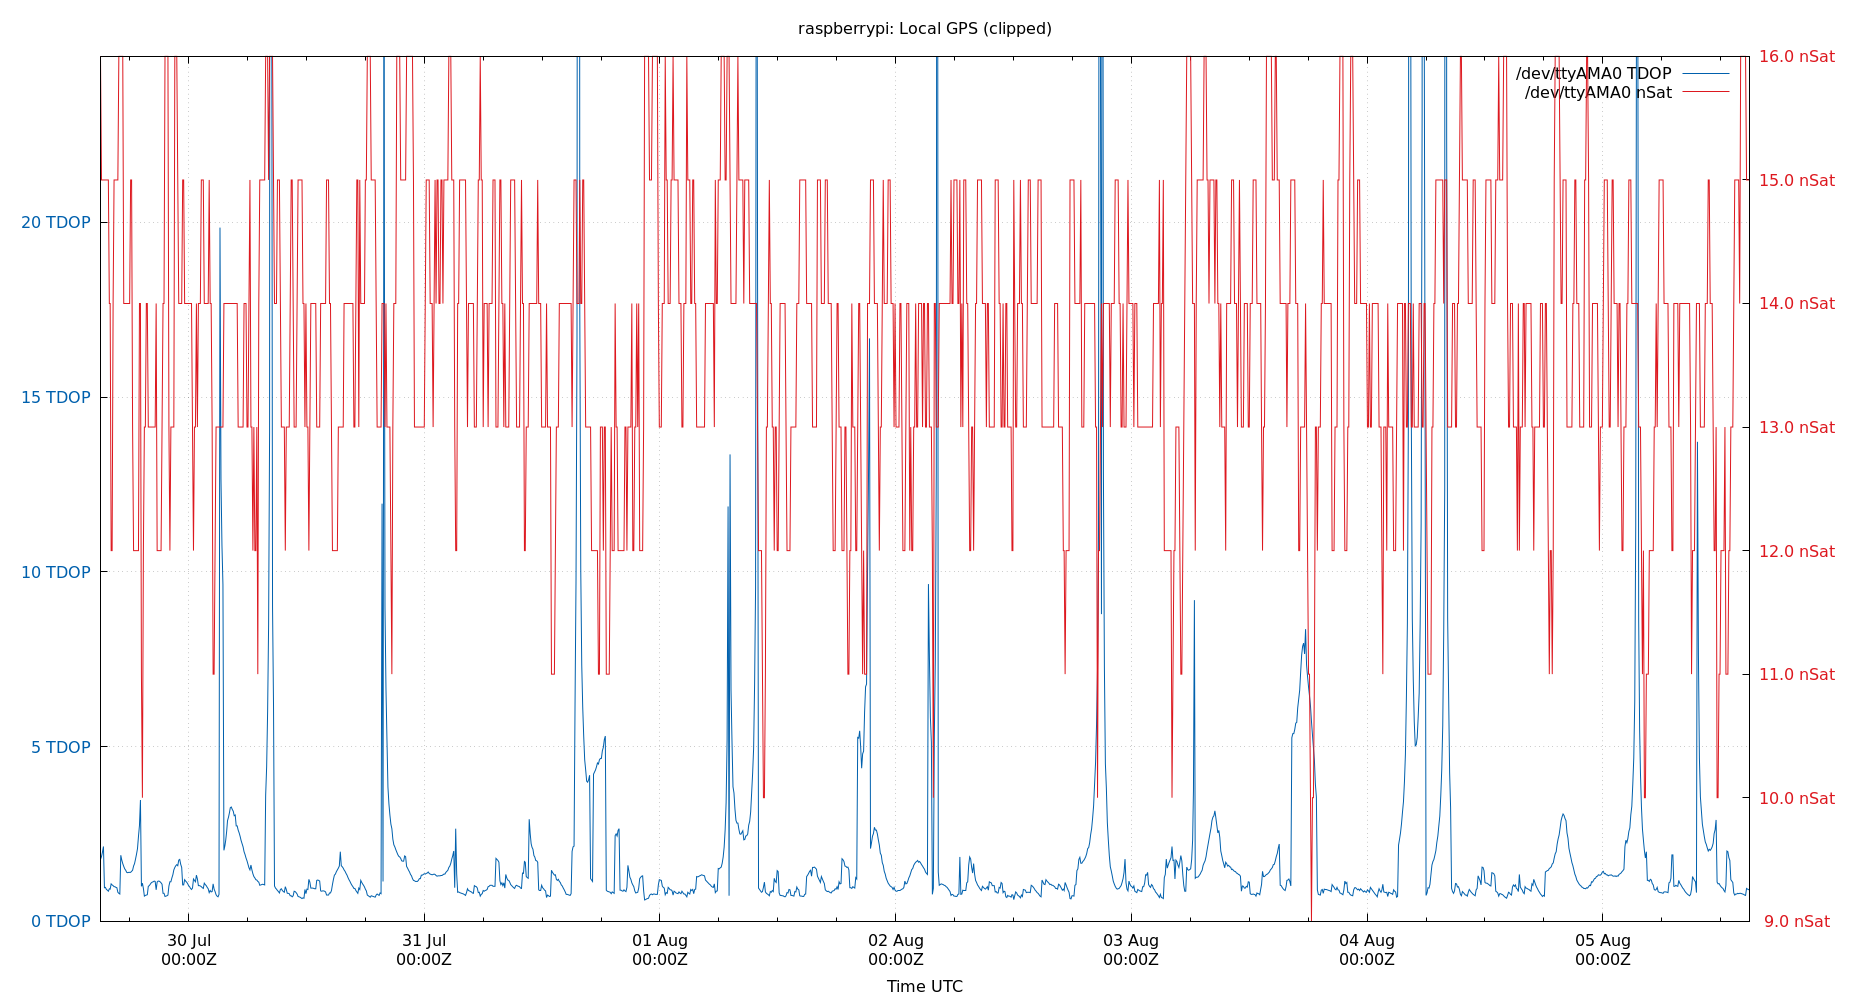 raspberrypi: Local GPS (clipped)
/dev/ttyAMA0 TDOP
/dev/ttyAMA0 nSat
20 TDOP
15 TDOP
10 TDOP
5 TDOP
0 TDOP
16.0 nSat
15.0 nSat
14.0 nSat
13.0 nSat
12.0 nSat
11.0 nSat
10.0 nSat
9.0 nSat
30 Jul 31 Jul 01 Aug 02 Aug 03 Aug 04 Aug 05 Aug
00:00Z 00:00Z 00:00Z 00:00Z 00:00Z 00:00Z 00:00Z
Time UTC